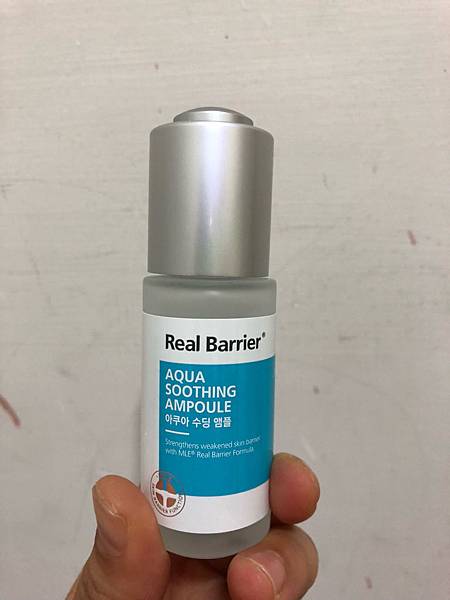 Real Barrier®
AQUA
SOOTHING
AMPOULE
아쿠아 수딩 앰플
Strengthens weakened skin barrier
with MLE® Real Barrier Formula